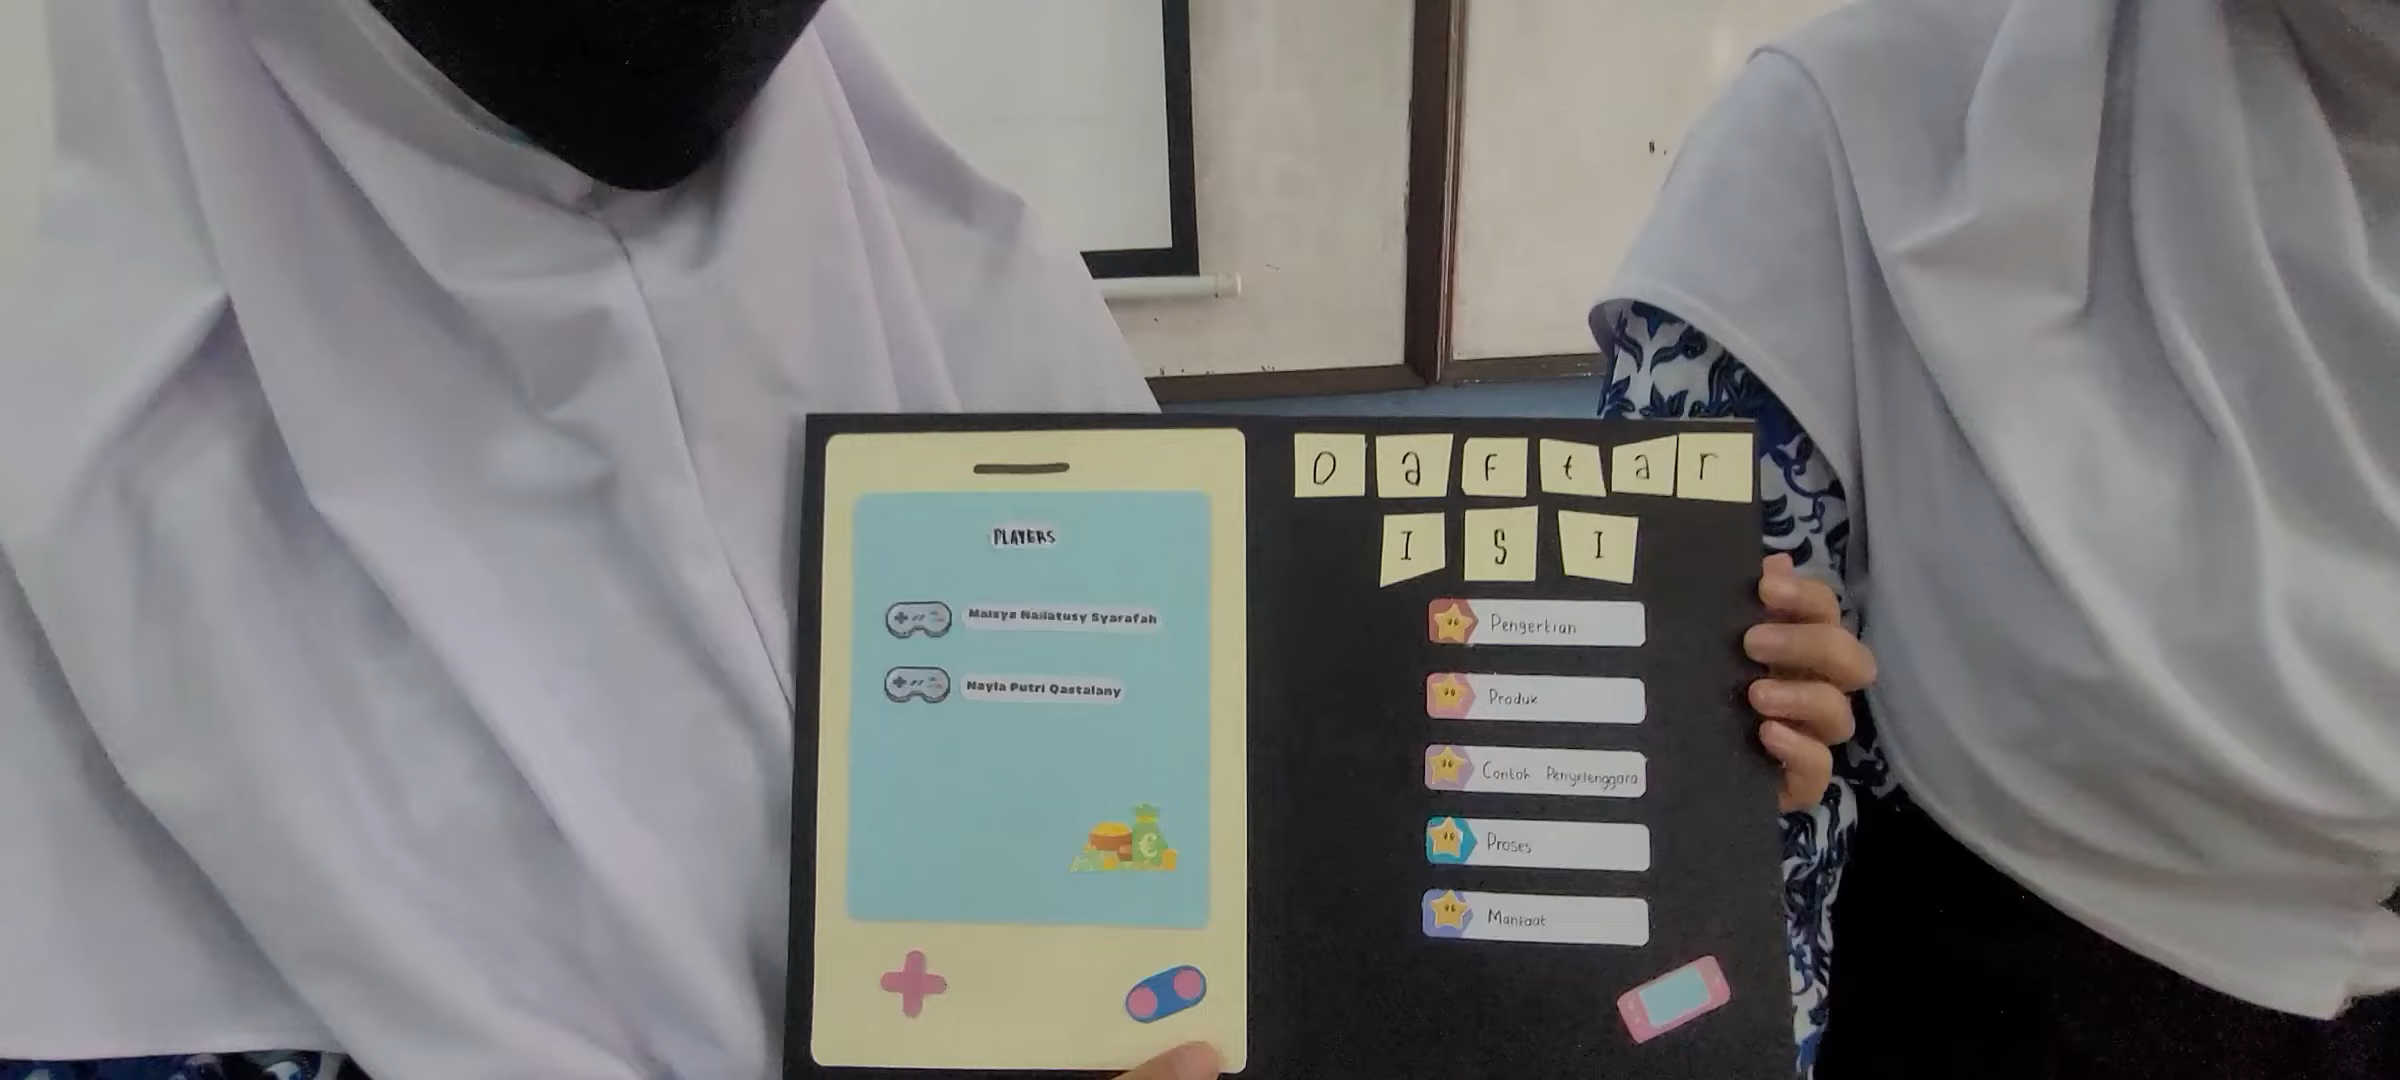 PLAYERS
Maisya Nailatusy Syarafah
Nayla Putri Qastalany
Daftar
ISI
Pengertian
Produk
Contoh Penyelenggara
Proses
Manfaat